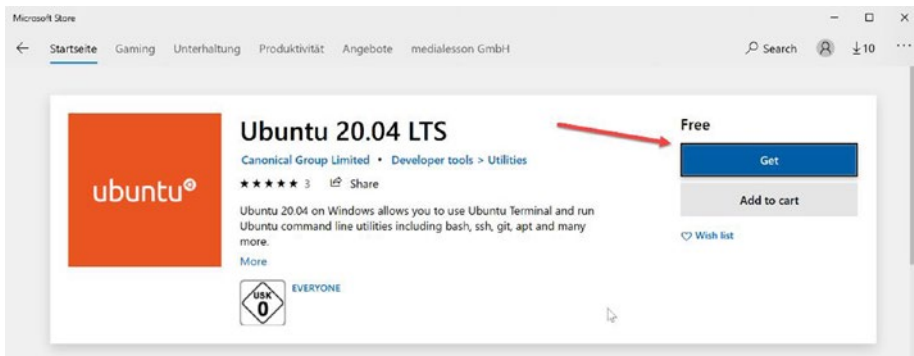 Microsoft Store
Startseite Gaming Unterhaltung Produktivität Angebote medialesson GmbH Search 10
ubuntu
Ubuntu 20.04 LTS
Canonical Group Limited • Developer tools > Utilities
★★★★★ 3 Share
Ubuntu 20.04 on Windows allows you to use Ubuntu Terminal and run
Ubuntu command line utilities including bash, ssh, git, apt and many
more.
More
USK
0
EVERYONE
Free
Get
Add to cart
Wish list